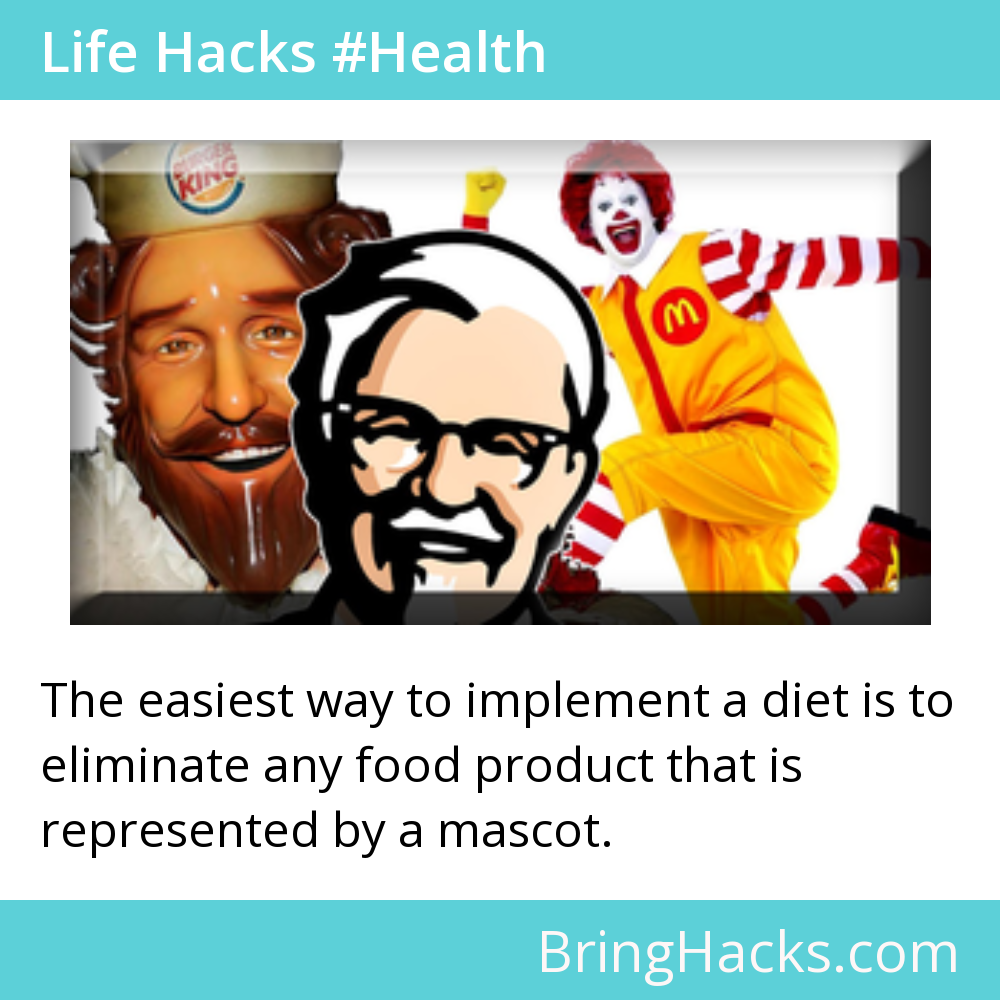 Life Hacks #Health
BURGER
KING
The easiest way to implement a diet is to
eliminate any food product that is
represented by a mascot.
BringHacks.com